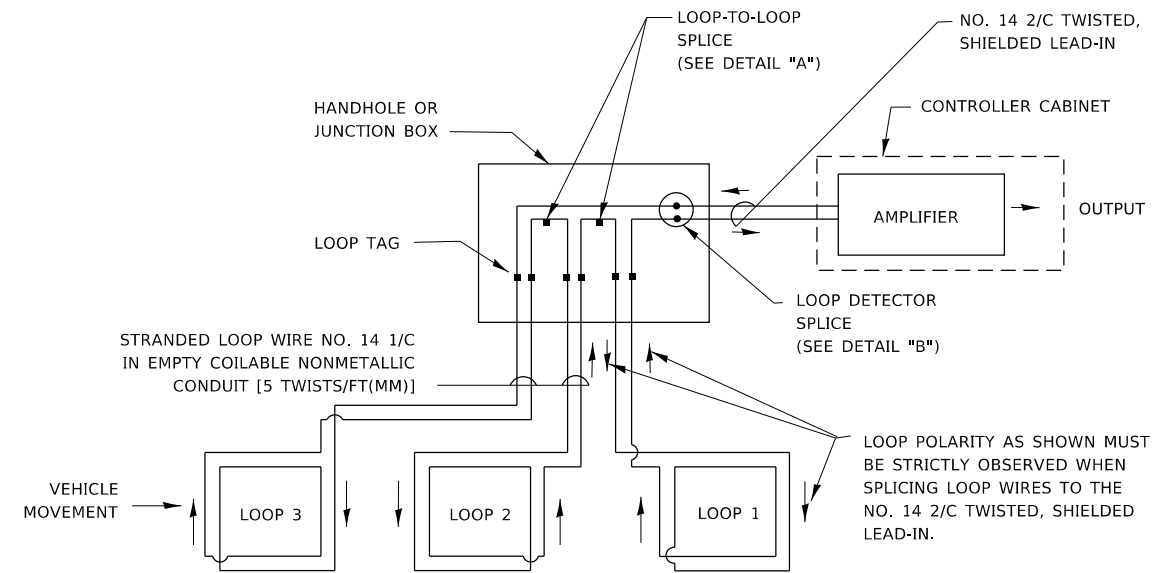 LOOP-TO-LOOP
SPLICE
(SEE DETAIL "A")
NO. 14 2/C TWISTED,
SHIELDED LEAD-IN
HANDHOLE OR
JUNCTION BOX
CONTROLLER CABINET
AMPLIFIER
OUTPUT
LOOP TAG
LOOP DETECTOR
SPLICE
(SEE DETAIL "B")
STRANDED LOOP WIRE NO. 14 1/C
IN EMPTY COILABLE NONMETALLIC
CONDUIT [5 TWISTS/FT(MM)]
LOOP POLARITY AS SHOWN MUST
BE STRICTLY OBSERVED WHEN
SPLICING LOOP WIRES TO THE
NO. 14 2/C TWISTED, SHIELDED
LEAD-IN.
VEHICLE
MOVEMENT
LOOP 3
LOOP 2
LOOP 1